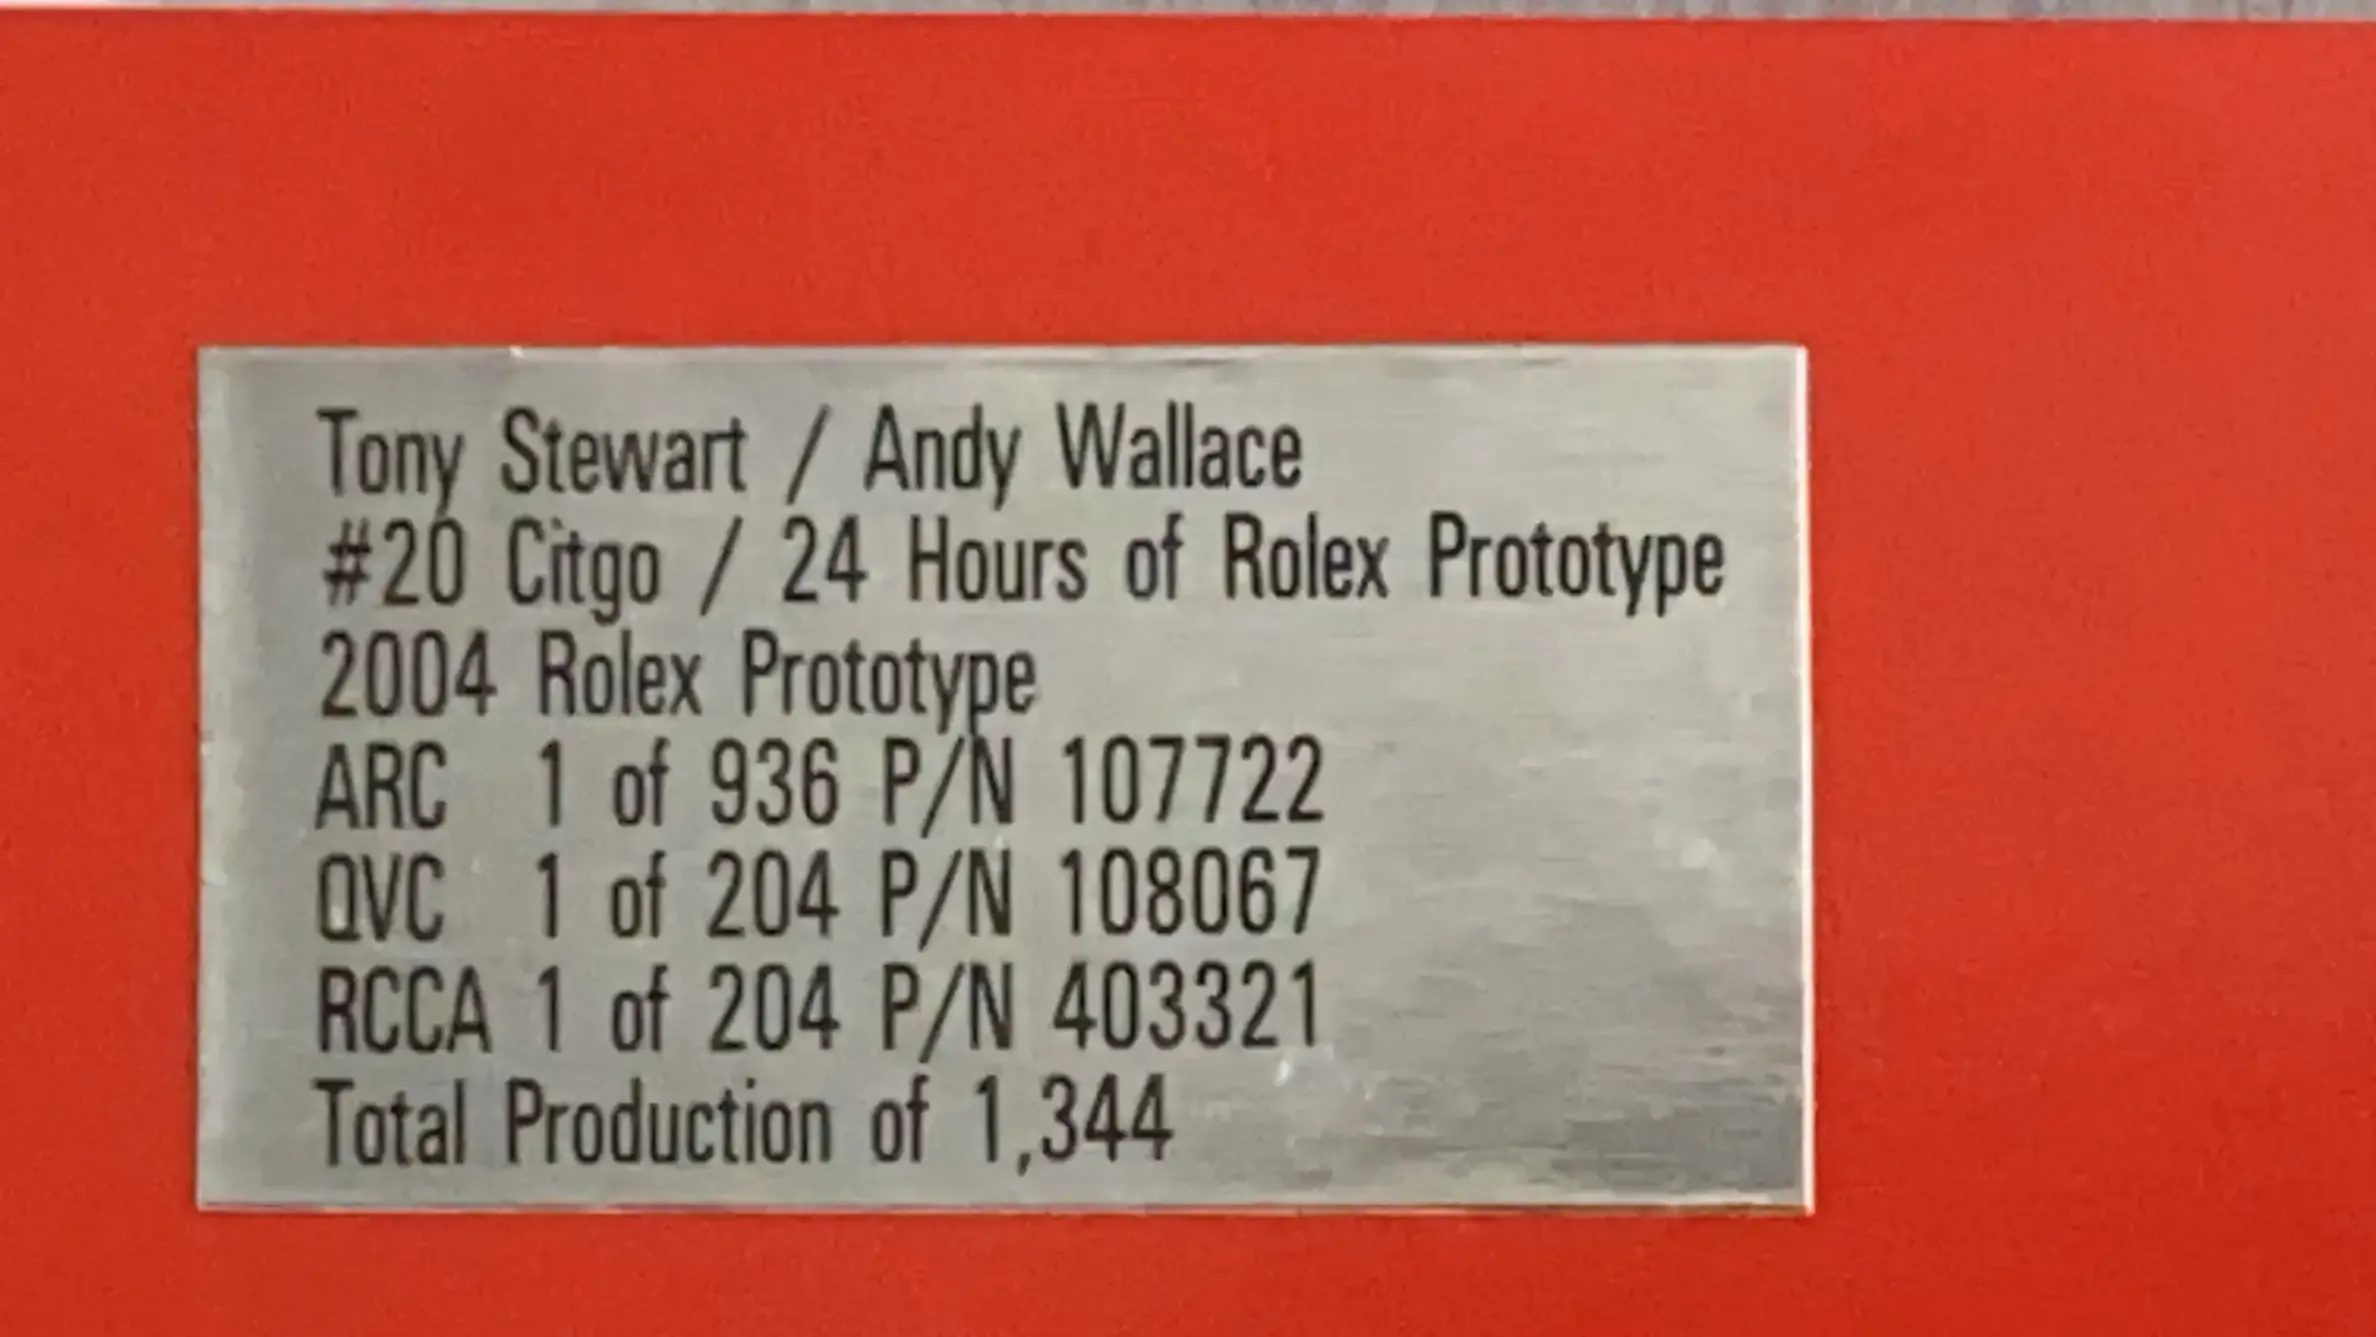 Tony Stewart / Andy Wallace
#20 Citgo / 24 Hours of Rolex Prototype
2004 Rolex Prototype
ARC 1 of 936 P/N 107722
QVC 1 of 204 P/N 108067
RCCA 1 of 204 P/N 403321
Total Production of 1,344